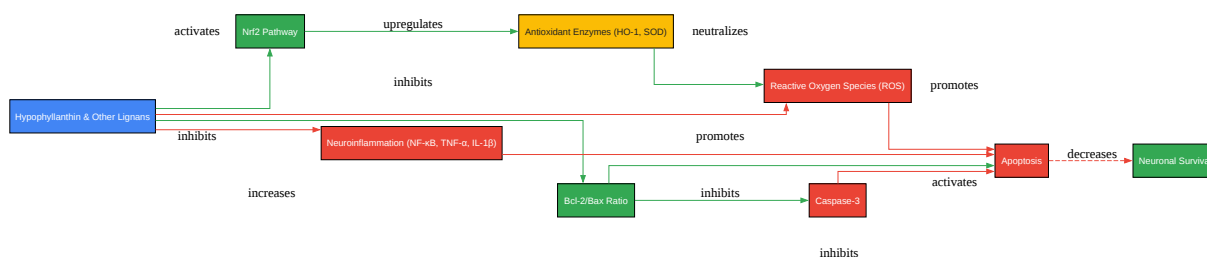 upregulates
activates
Nrf2 Pathway
Antioxidant Enzymes (HO-1, SOD)
neutralizes
inhibits
Reactive Oxygen Species (ROS)
promotes
Hypophyllanthin & Other Lignans
inhibits
Neuroinflammation (NF-κB, TNF-α, IL-1β)
promotes
Apoptosis
decreases
Neuronal Surviva
activates
increases
Bcl-2/Bax Ratio
inhibits
Caspase-3
inhibits